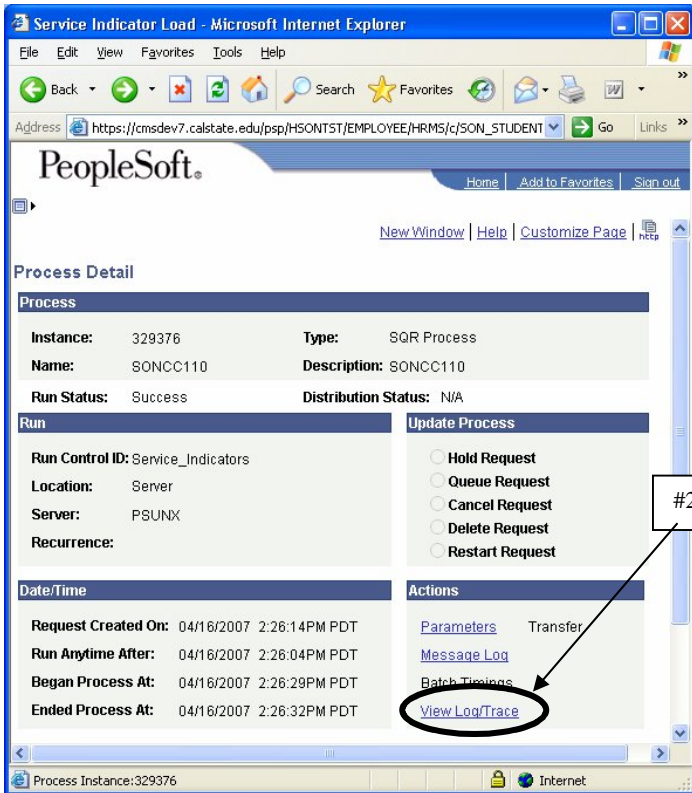 Service Indicator Load - Microsoft Internet Explorer
File Edit View Favorites Tools Help
Back Search Favorites
Address https://cmsdev7.calstate.edu/psp/HSONTST/EMPLOYEE/HRMS/c/SON_STUDENT Go Links
PeopleSoft®
Home Add to Favorites Sign out
New Window | Help | Customize Page | http
Process Detail
Process
Instance: 329376 Type: SQR Process
Name: SONCC110 Description: SONCC110
Run Status: Success Distribution Status: N/A
Run
Run Control ID: Service_Indicators
Location: Server
Server: PSUNX
Recurrence:
Update Process
Hold Request
Queue Request
Cancel Request
Delete Request
Restart Request
#2
Date/Time
Request Created On: 04/16/2007 2:26:14PM PDT
Run Anytime After: 04/16/2007 2:26:04PM PDT
Began Process At: 04/16/2007 2:26:29PM PDT
Ended Process At: 04/16/2007 2:26:32PM PDT
Actions
Parameters Transfer
Message Log
Batch Timings
View Log/Trace
Process Instance:329376 Internet